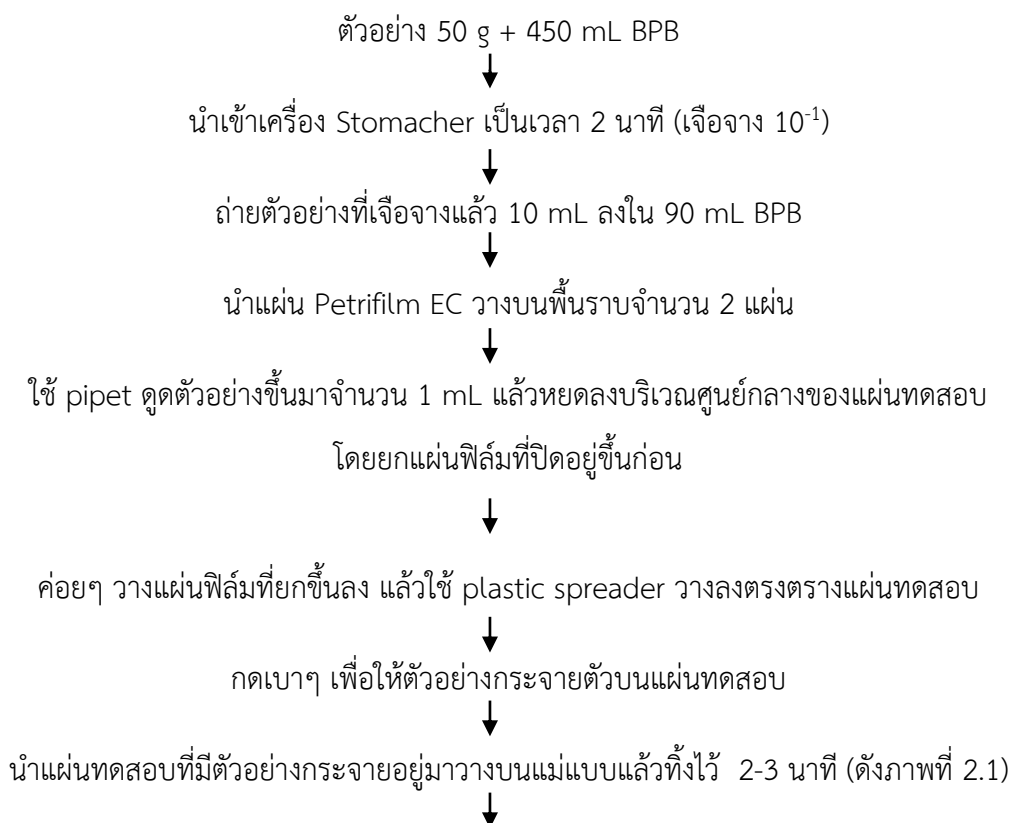 ตัวอย่าง 50 g + 450 mL BPB
นำเข้าเครื่อง Stomacher เป็นเวลา 2 นาที (เจือจาง 10⁻¹)
ถ่ายตัวอย่างที่เจือจางแล้ว 10 mL ลงใน 90 mL BPB
นำแผ่น Petrifilm EC วางบนพื้นราบจำนวน 2 แผ่น
ใช้ pipet ดูดตัวอย่างขึ้นมาจำนวน 1 mL แล้วหยดลงบริเวณศูนย์กลางของแผ่นทดสอบ
โดยยกแผ่นฟิล์มที่ปิดอยู่ขึ้นก่อน
ค่อยๆ วางแผ่นฟิล์มที่ยกขึ้นลง แล้วใช้ plastic spreader วางลงตรงตรางแผ่นทดสอบ
กดเบาๆ เพื่อให้ตัวอย่างกระจายตัวบนแผ่นทดสอบ
นำแผ่นทดสอบที่มีตัวอย่างกระจายอยู่มาวางบนแม่แบบแล้วทิ้งไว้ 2-3 นาที (ดังภาพที่ 2.1)